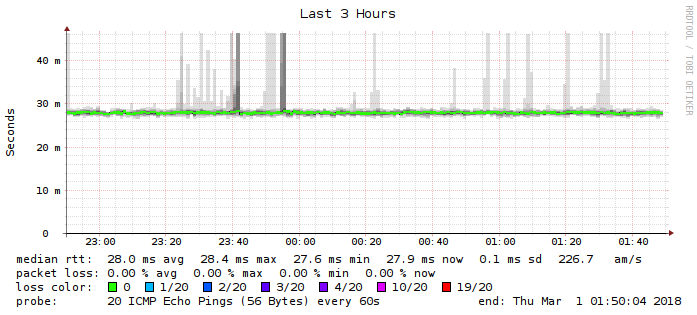 Last 3 Hours
RRDTOOL / TOBI OETIKER
Seconds
40 m
30 m
20 m
10 m
0
23:00 23:20 23:40 00:00 00:20 00:40 01:00 01:20 01:40
median rtt: 28.0 ms avg 28.4 ms max 27.6 ms min 27.9 ms now 0.1 ms sd 226.7 am/s
packet loss: 0.00 % avg 0.00 % max 0.00 % min 0.00 % now
loss color: 0 1/20 2/20 3/20 4/20 10/20 19/20
probe: 20 ICMP Echo Pings (56 Bytes) every 60s end: Thu Mar 1 01:50:04 2018